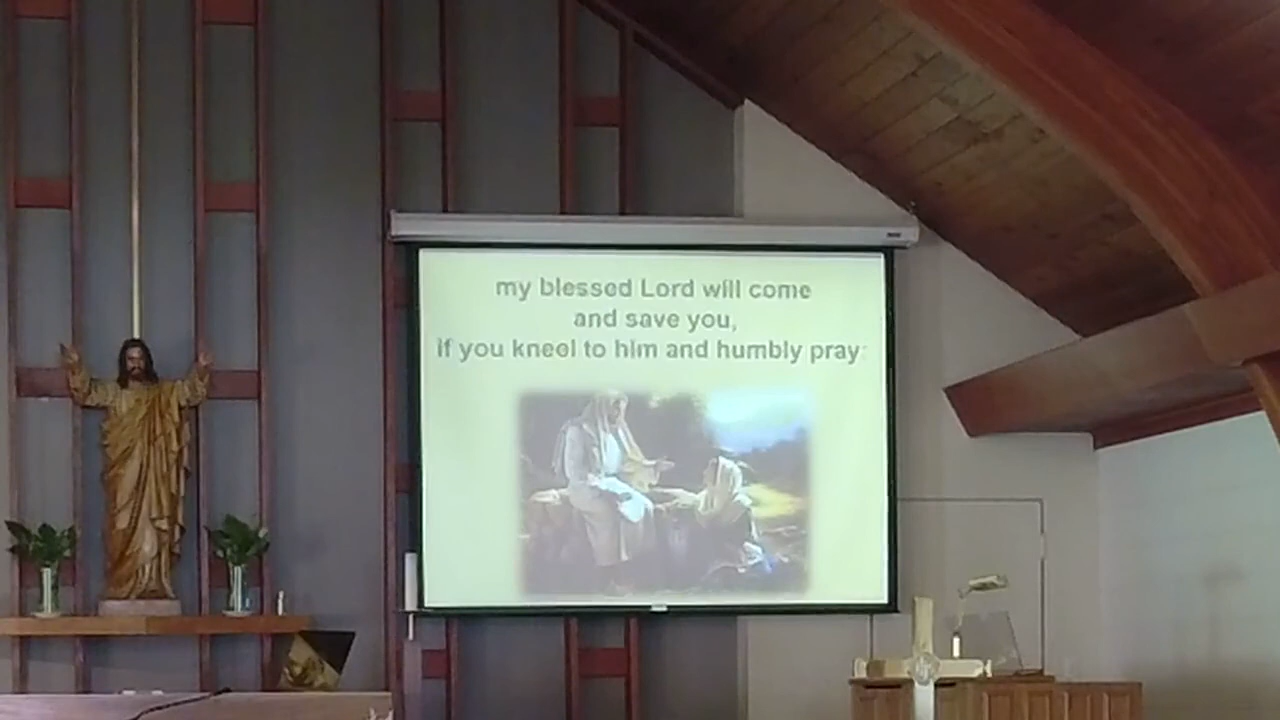 my blessed Lord will come
and save you,
if you kneel to him and humbly pray: